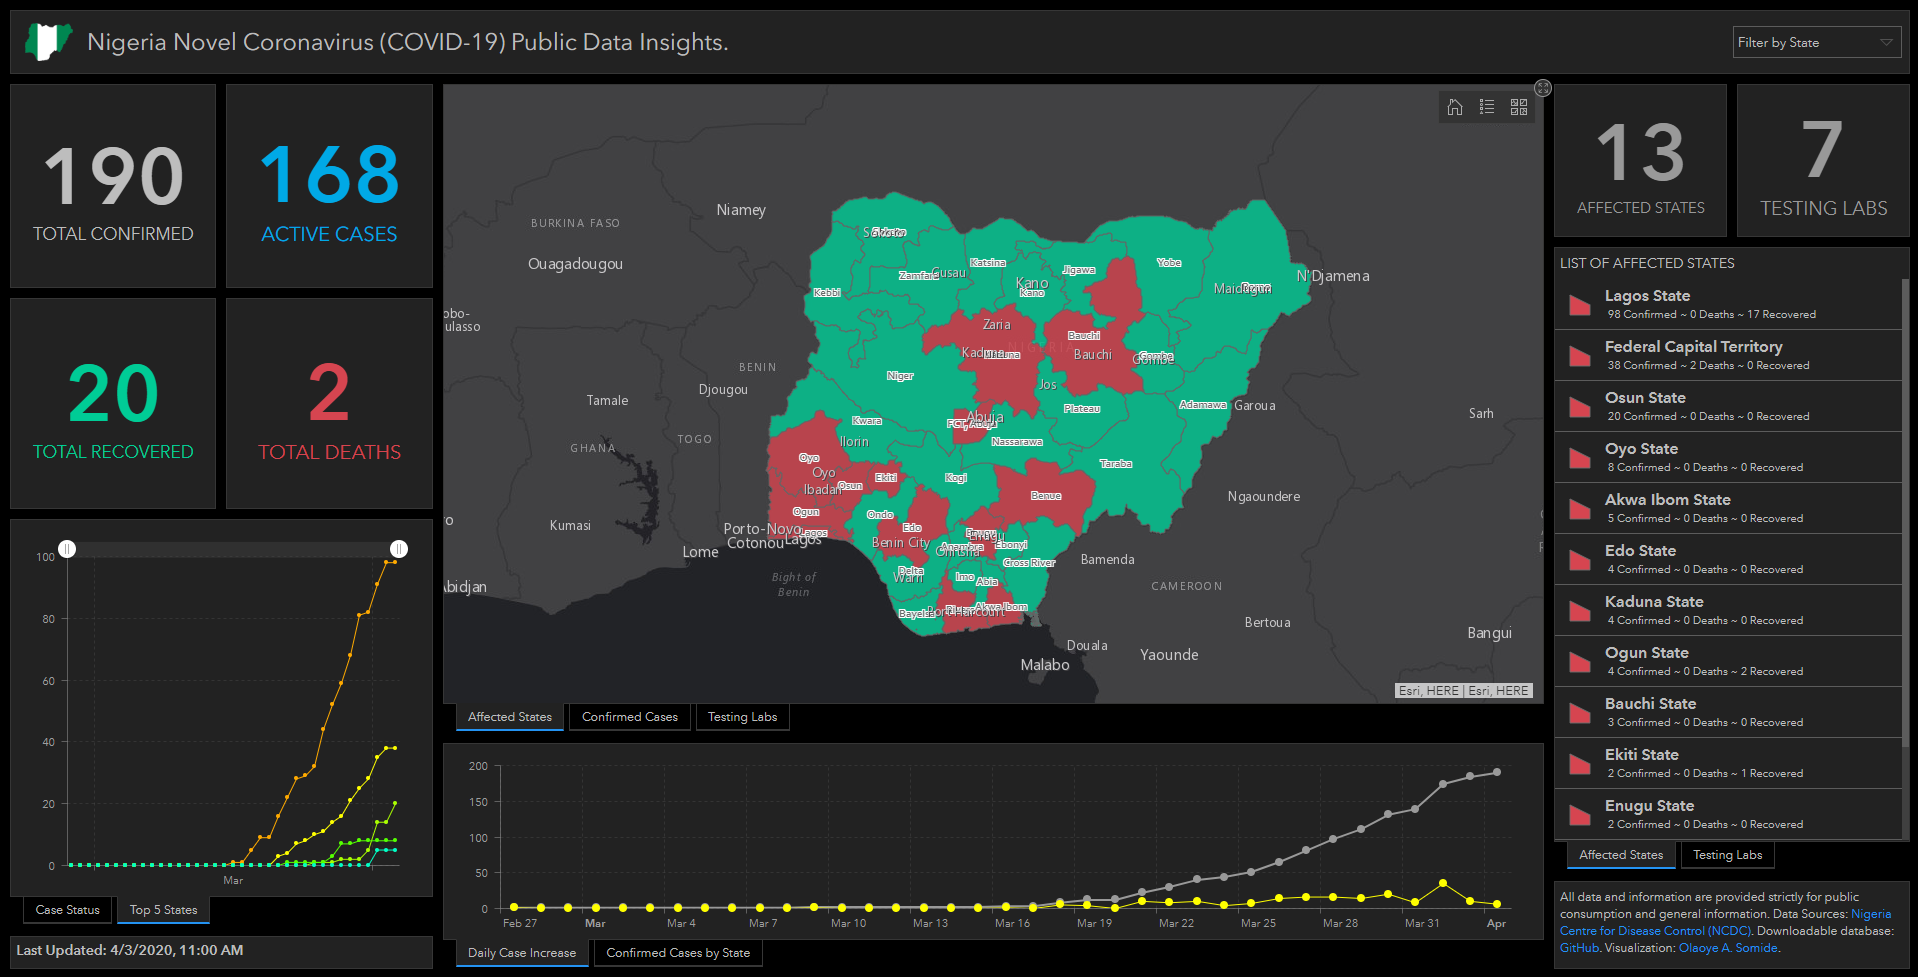 Nigeria Novel Coronavirus (COVID-19) Public Data Insights.
Filter by State
190
TOTAL CONFIRMED
168
ACTIVE CASES
20
TOTAL RECOVERED
2
TOTAL DEATHS
100
80
60
40
20
0
Mar
Case Status
Top 5 States
Last Updated: 4/3/2020, 11:00 AM
Niamey
BURKINA FASO
Ouagadougou
obo-
ulasso
BENIN
Djougou
Tamale
TOGO
GHANA
Kumasi
Porto-Novo
Cotonou
Lagos
Lagos
Lome
Abidjan
Bight of
Benin
Gusau
Zamfara
Katsina
Kano
Kano
Jigawa
Yobe
N'Djamena
Kebbi
Zaria
NIGERIA
Bauchi
Bauchi
Gombe
Gombe
Niger
Jos
Plateau
Adamawa
Garoua
Sarh
Kwara
Ilorin
Abuja
Nassarawa
Taraba
Oyo
Oyo
Ibadan
Osun
Ekiti
Kogi
Benue
Ngaoundere
Ogun
Ondo
Edo
Benin City
Enugu
Anambra
Ebonyi
Cross River
Bamenda
CAMEROON
Delta
Warri
Imo
Abia
Bayelsa
Akwa Ibom
Bertoua
Bangui
Douala
Yaounde
Malabo
Esri, HERE | Esri, HERE
Affected States
Confirmed Cases
Testing Labs
200
150
100
50
0
Feb 27
Mar
Mar 4
Mar 7
Mar 10
Mar 13
Mar 16
Mar 19
Mar 22
Mar 25
Mar 28
Mar 31
Apr
Daily Case Increase
Confirmed Cases by State
13
AFFECTED STATES
7
TESTING LABS
LIST OF AFFECTED STATES
Lagos State
98 Confirmed ~ 0 Deaths ~ 17 Recovered
Federal Capital Territory
38 Confirmed ~ 2 Deaths ~ 0 Recovered
Osun State
20 Confirmed ~ 0 Deaths ~ 0 Recovered
Oyo State
8 Confirmed ~ 0 Deaths ~ 0 Recovered
Akwa Ibom State
5 Confirmed ~ 0 Deaths ~ 0 Recovered
Edo State
4 Confirmed ~ 0 Deaths ~ 0 Recovered
Kaduna State
4 Confirmed ~ 0 Deaths ~ 0 Recovered
Ogun State
4 Confirmed ~ 0 Deaths ~ 2 Recovered
Bauchi State
3 Confirmed ~ 0 Deaths ~ 0 Recovered
Ekiti State
2 Confirmed ~ 0 Deaths ~ 1 Recovered
Enugu State
2 Confirmed ~ 0 Deaths ~ 0 Recovered
Affected States
Testing Labs
All data and information are provided strictly for public
consumption and general information. Data Sources: Nigeria
Centre for Disease Control (NCDC). Downloadable database:
GitHub. Visualization: Olaoye A. Somide.